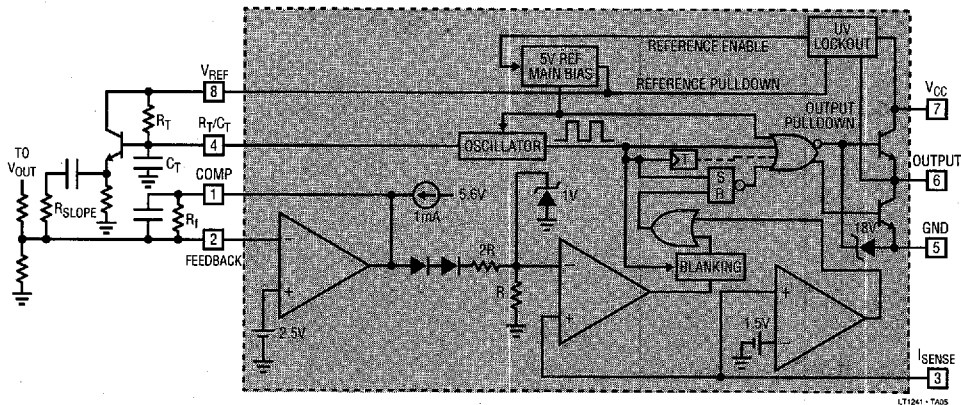 UV
LOCKOUT
REFERENCE ENABLE
5V REF
MAIN BIAS
REFERENCE PULLDOWN
VREF
8
VCC
7
RT
OUTPUT
PULLDOWN
RT/CT
4
OSCILLATOR
T
CT
TO
VOUT
COMP
1
5.6V
1mA
1V
S
R
OUTPUT
6
RSLOPE
Rf
2
FEEDBACK
2R
BLANKING
18V
GND
5
R
2.5V
1.5V
ISENSE
3
LT1241 • TA05